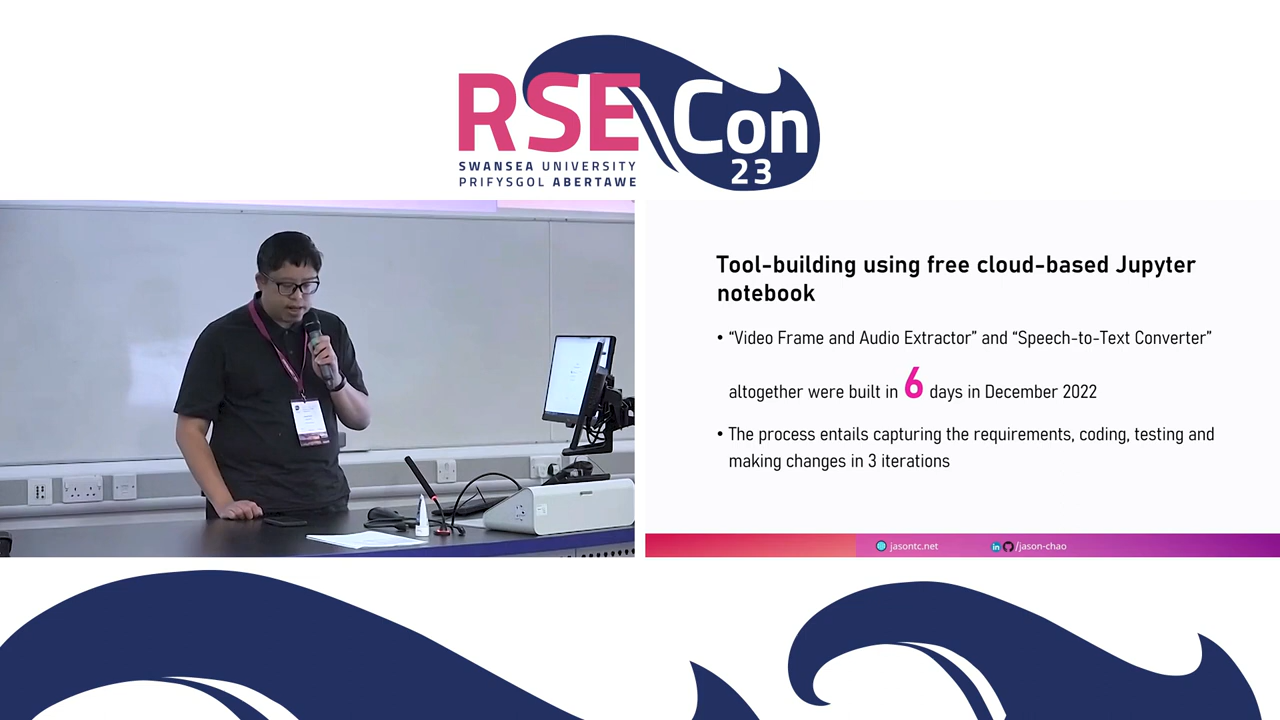 RSE Con
23
SWANSEA UNIVERSITY
PRIFYSGOL ABERTAWE
Tool-building using free cloud-based Jupyter
notebook
• “Video Frame and Audio Extractor” and “Speech-to-Text Converter”
altogether were built in 6 days in December 2022
• The process entails capturing the requirements, coding, testing and
making changes in 3 iterations
jasontc.net
/jason-chao